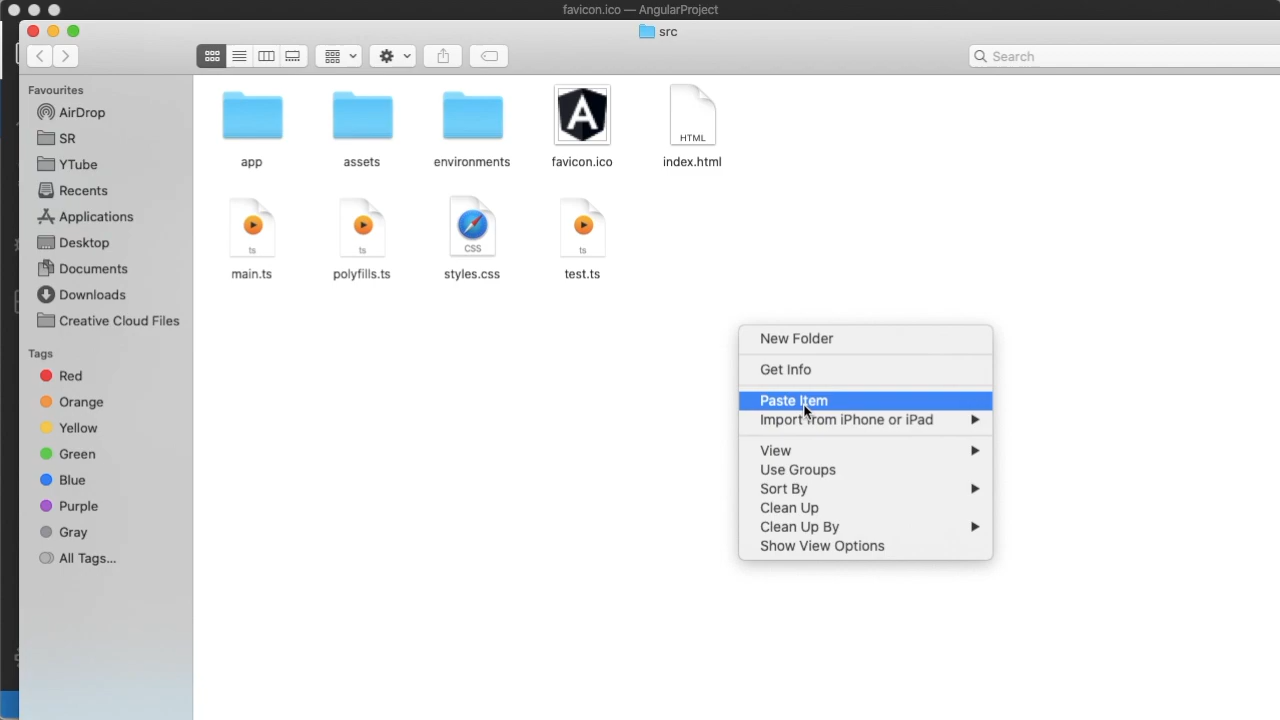 favicon.ico — AngularProject
src
Search
Favourites
AirDrop
SR
YTube
Recents
Applications
Desktop
Documents
Downloads
Creative Cloud Files
Tags
Red
Orange
Yellow
Green
Blue
Purple
Gray
All Tags...
app
assets
environments
favicon.ico
HTML
index.html
ts
main.ts
ts
polyfills.ts
CSS
styles.css
ts
test.ts
New Folder
Get Info
Paste Item
Import from iPhone or iPad
View
Use Groups
Sort By
Clean Up
Clean Up By
Show View Options